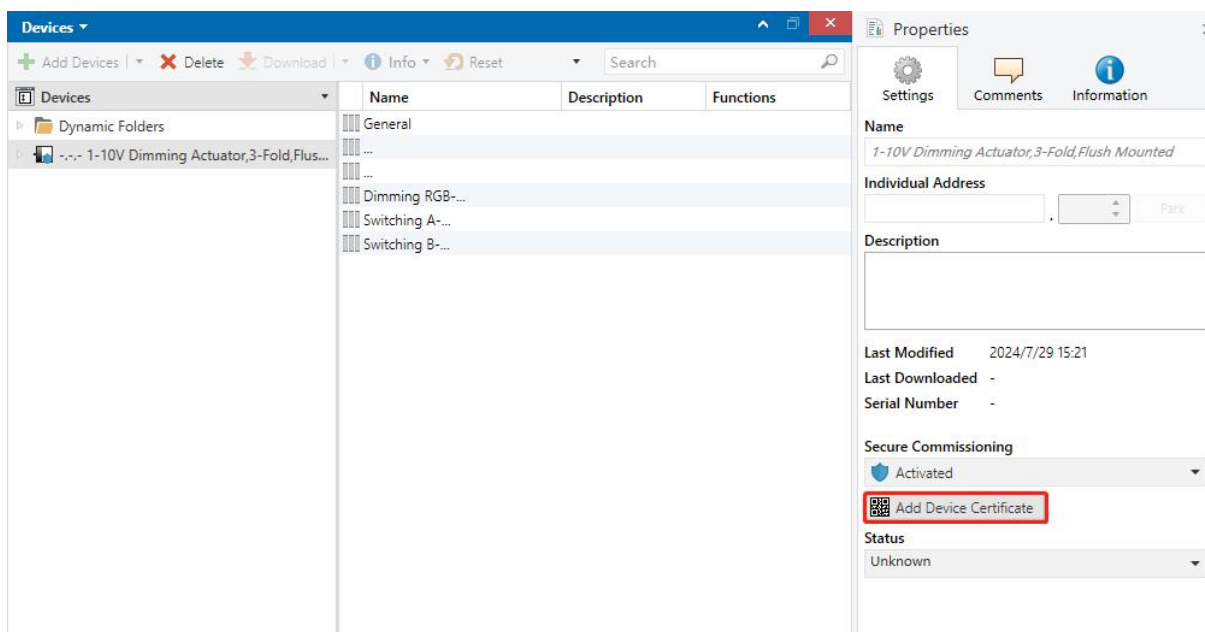 Devices
Add Devices Delete Download Info Reset Search
Devices
Dynamic Folders
-.-.- 1-10V Dimming Actuator,3-Fold,Flus...
Name Description Functions
General
...
...
Dimming RGB-...
Switching A-...
Switching B-...
Properties
Settings Comments Information
Name
1-10V Dimming Actuator,3-Fold,Flush Mounted
Individual Address
. Park
Description
Last Modified 2024/7/29 15:21
Last Downloaded -
Serial Number -
Secure Commissioning
Activated
Add Device Certificate
Status
Unknown